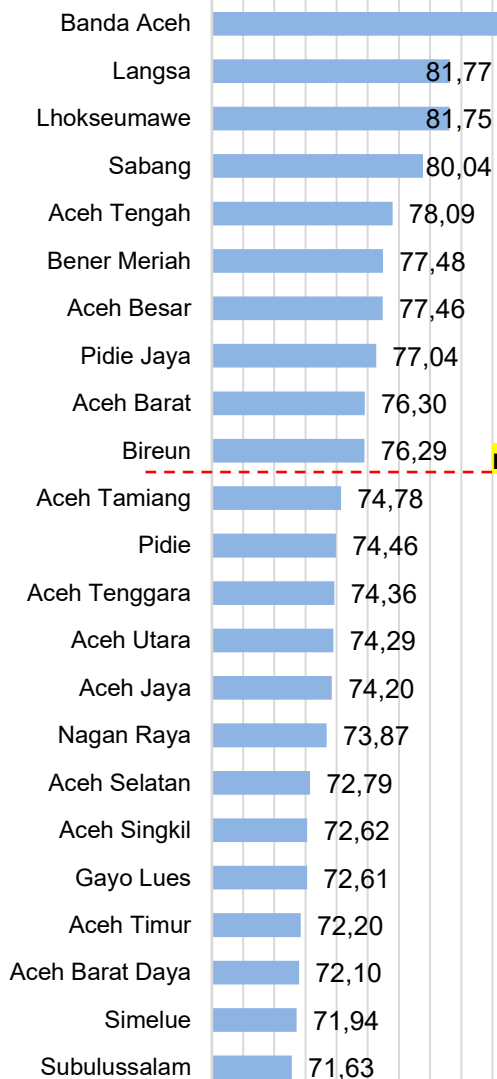 Banda Aceh
Langsa 81,77
Lhokseumawe 81,75
Sabang 80,04
Aceh Tengah 78,09
Bener Meriah 77,48
Aceh Besar 77,46
Pidie Jaya 77,04
Aceh Barat 76,30
Bireun 76,29
Aceh Tamiang 74,78
Pidie 74,46
Aceh Tenggara 74,36
Aceh Utara 74,29
Aceh Jaya 74,20
Nagan Raya 73,87
Aceh Selatan 72,79
Aceh Singkil 72,62
Gayo Lues 72,61
Aceh Timur 72,20
Aceh Barat Daya 72,10
Simelue 71,94
Subulussalam 71,63